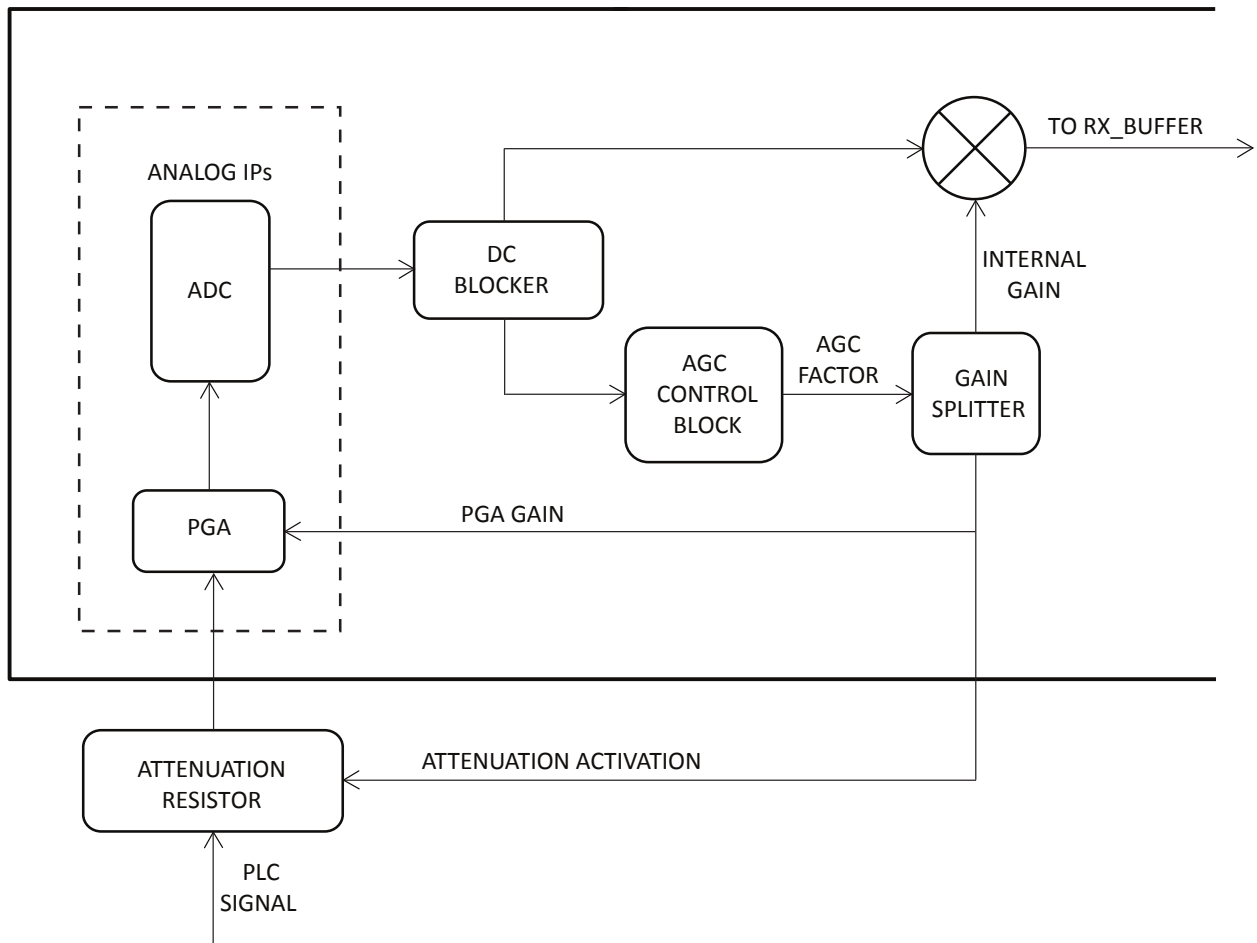 TO RX_BUFFER
ANALOG IPs
ADC
DC
BLOCKER
INTERNAL
GAIN
AGC
CONTROL
BLOCK
AGC
FACTOR
GAIN
SPLITTER
PGA
PGA GAIN
ATTENUATION
RESISTOR
ATTENUATION ACTIVATION
PLC
SIGNAL